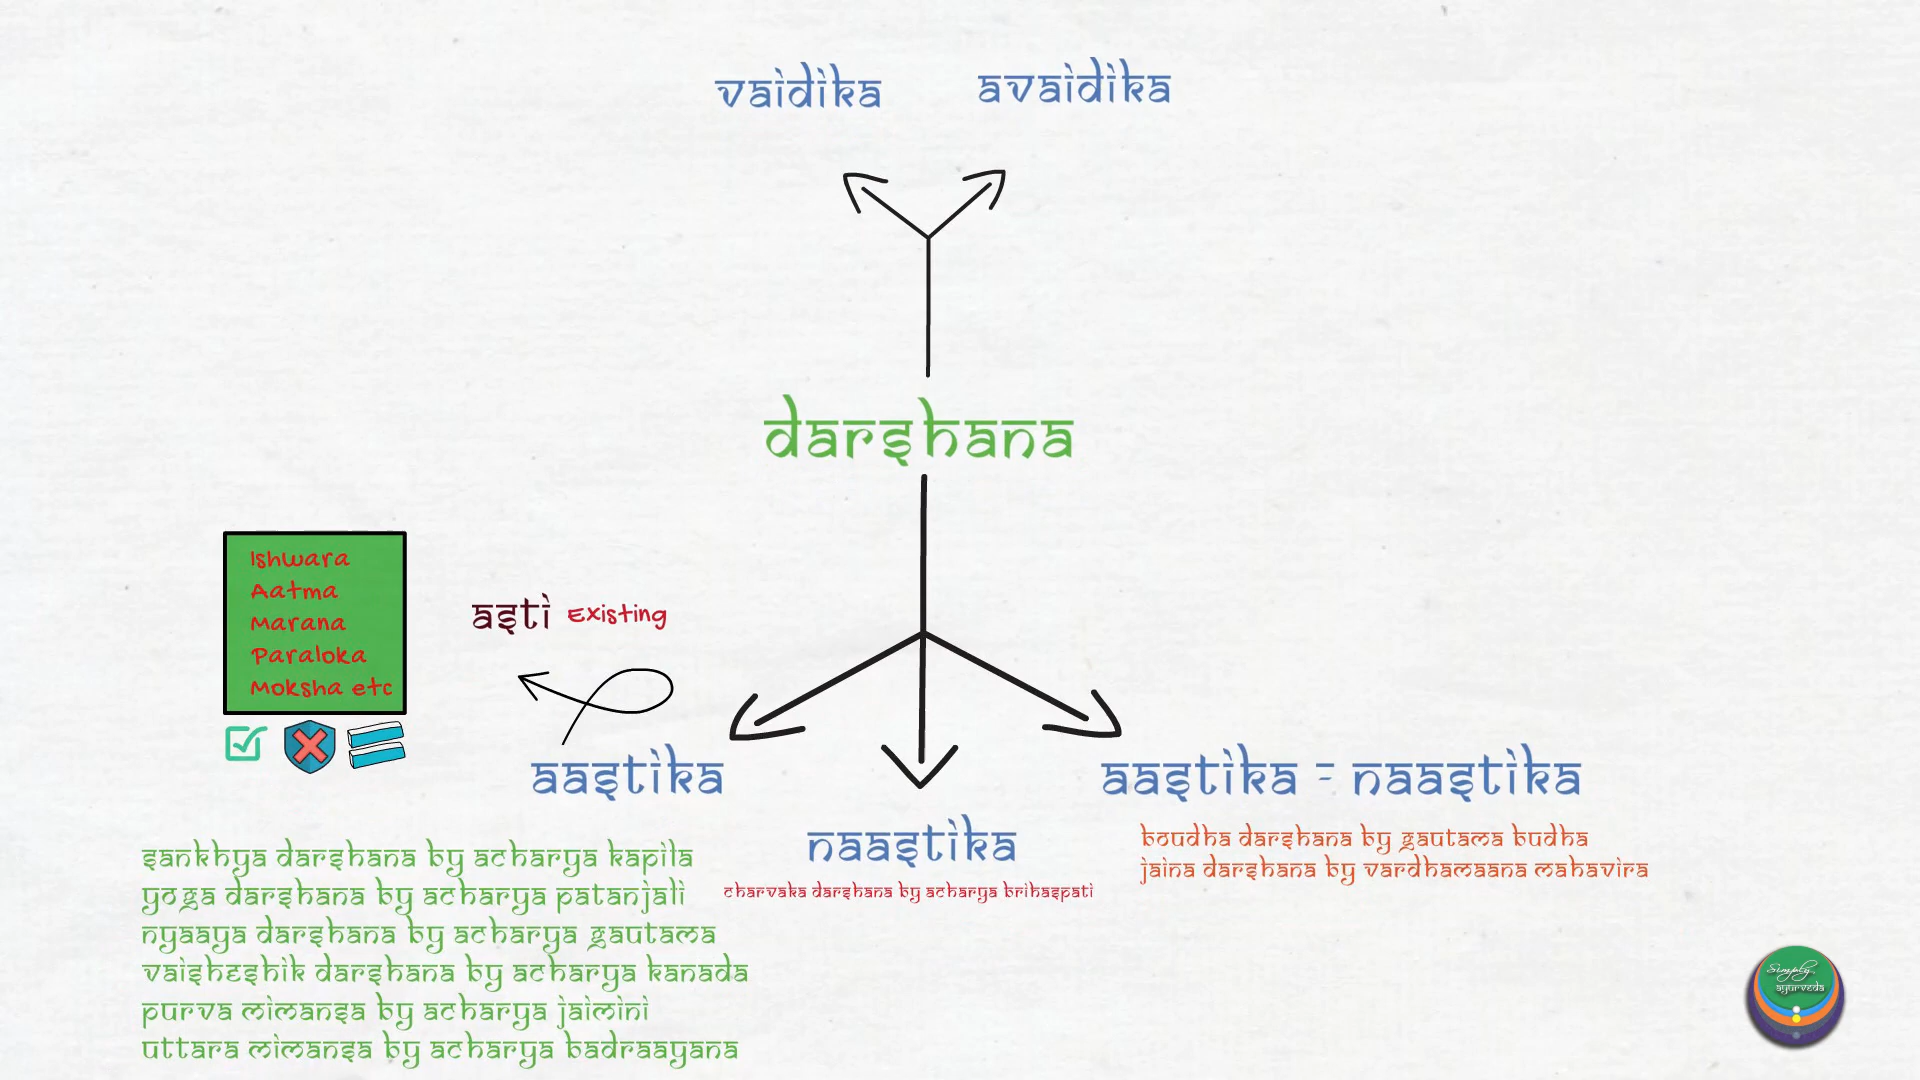 vaidika
avaidika
darshana
Ishwara
Aatma
Marana
Paraloka
Moksha etc
asti Existing
aastika
aastika - naastika
naastika
boudha darshana by gautama budha
jaina darshana by vardhamaana mahavira
charvaka darshana by acharya brihaspati
sankhya darshana by acharya kapila
yoga darshana by acharya patanjali
nyaaya darshana by acharya gautama
vaisheshik darshana by acharya kanada
purva mimansa by acharya jaimini
uttara mimansa by acharya badraayana
Simply
ayurveda